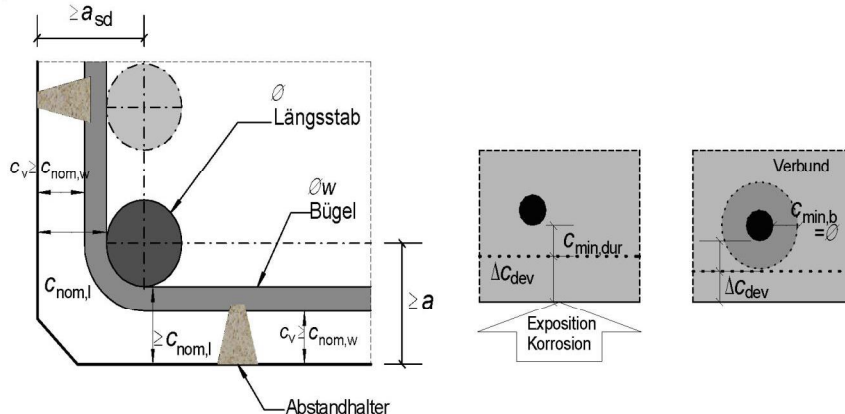 ≥a_sd
Ø
Längsstab
c_v ≥ c_nom,w
Øw
Bügel
c_nom,l
≥c_nom,l
c_v ≥ c_nom,w
≥a
Abstandhalter
c_min,dur
Δc_dev
Exposition
Korrosion
Verbund
c_min,b
=Ø
Δc_dev